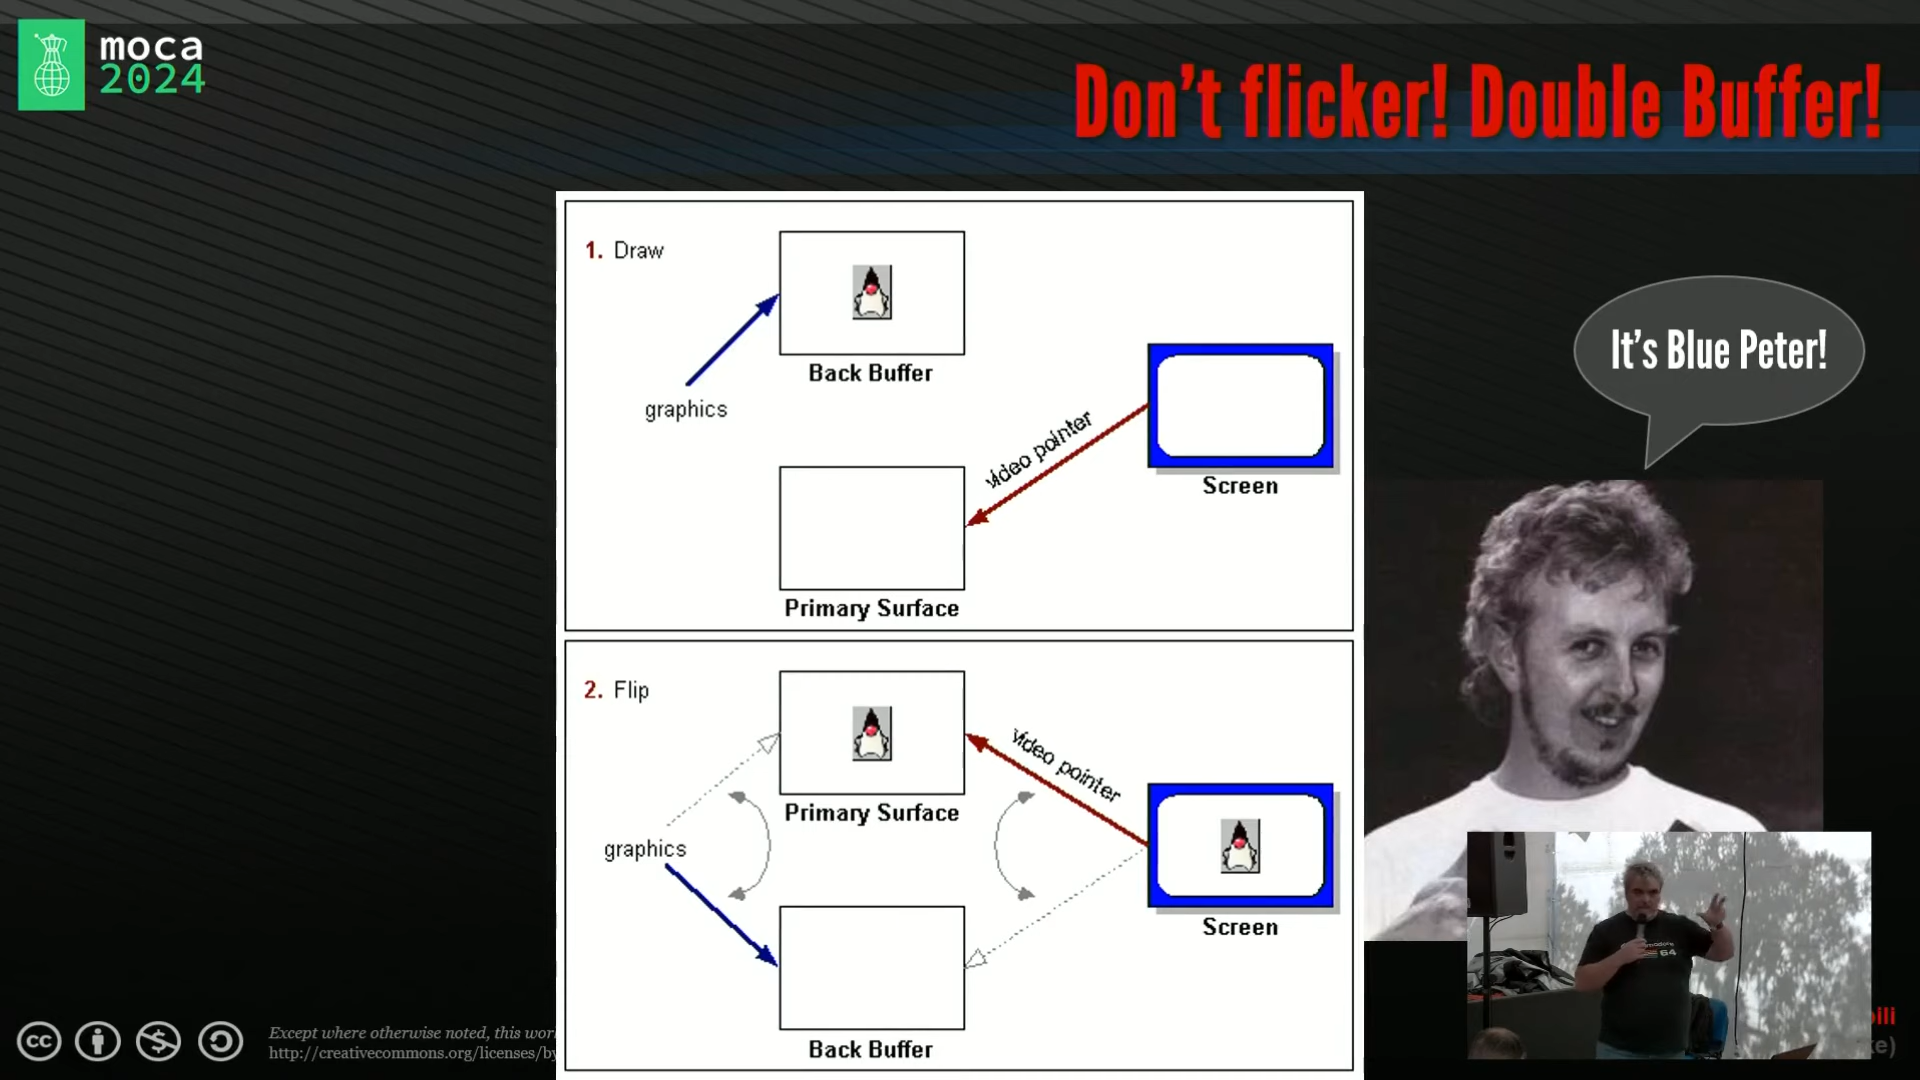 moca
2024
Don't flicker! Double Buffer!
1. Draw
Back Buffer
graphics
video pointer
Screen
Primary Surface
It's Blue Peter!
2. Flip
Primary Surface
video pointer
graphics
Screen
Back Buffer
64
Except where otherwise noted, this
http://creativecommons.org/licenses/by